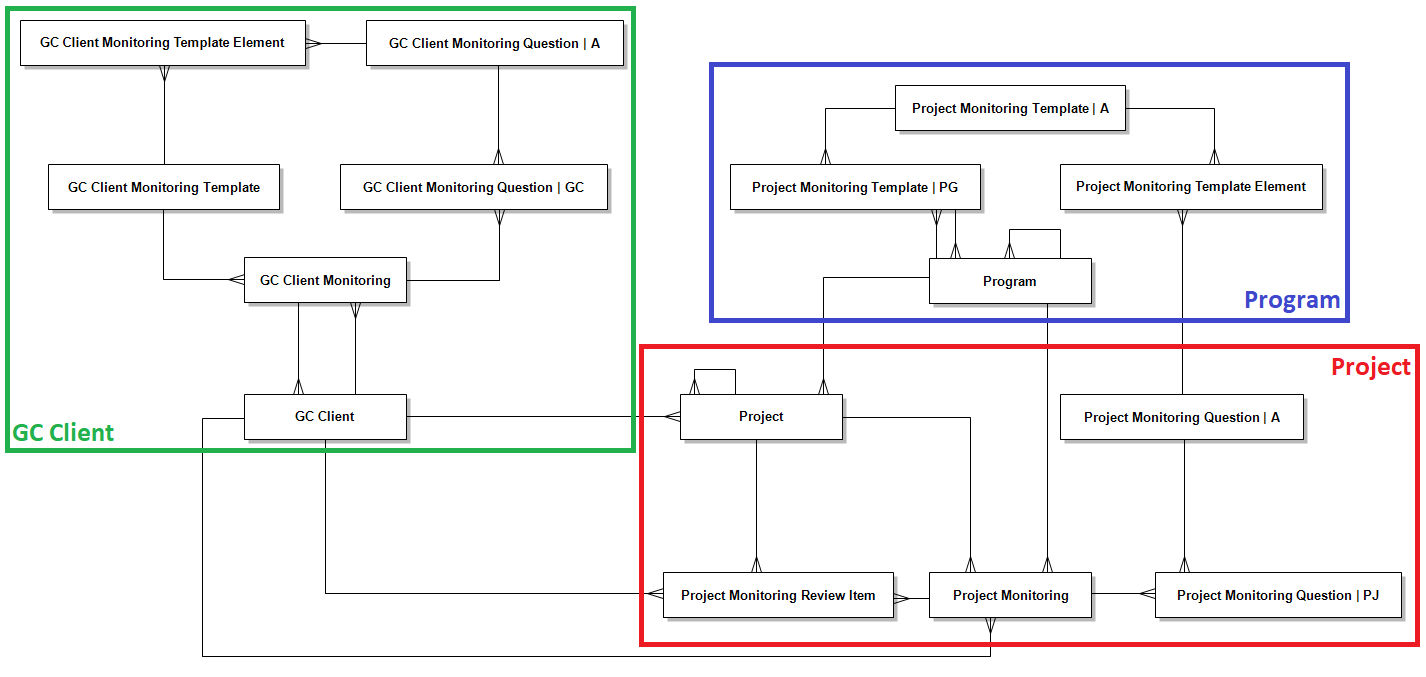 GC Client Monitoring Template Element
GC Client Monitoring Question | A
GC Client Monitoring Template
GC Client Monitoring Question | GC
GC Client Monitoring
GC Client
GC Client
Project Monitoring Template | A
Project Monitoring Template | PG
Project Monitoring Template Element
Program
Program
Project
Project
Project Monitoring Question | A
Project Monitoring Review Item
Project Monitoring
Project Monitoring Question | PJ